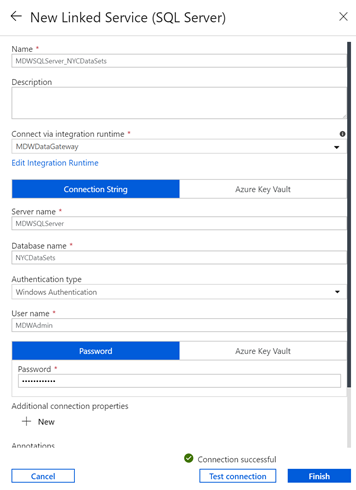 New Linked Service (SQL Server)
Name *
MDWSQLServer_NYCDataSets
Description
Connect via integration runtime *
MDWDataGateway
Edit Integration Runtime
Connection String Azure Key Vault
Server name *
MDWSQLServer
Database name *
NYCDataSets
Authentication type
Windows Authentication
User name *
MDWAdmin
Password Azure Key Vault
Password *
••••••••••••
Additional connection properties
+ New
Annotations
Connection successful
Cancel Test connection Finish